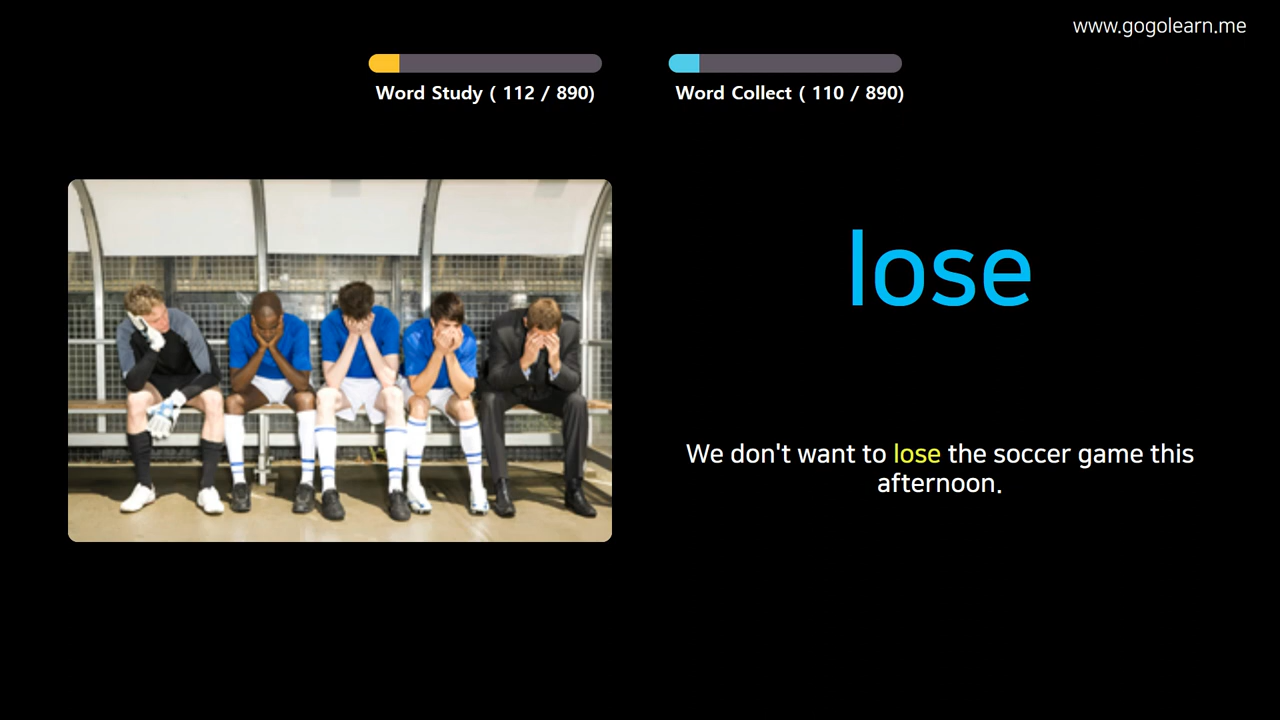 www.gogolearn.me
Word Study ( 112 / 890)
Word Collect ( 110 / 890)
lose
We don't want to lose the soccer game this
afternoon.